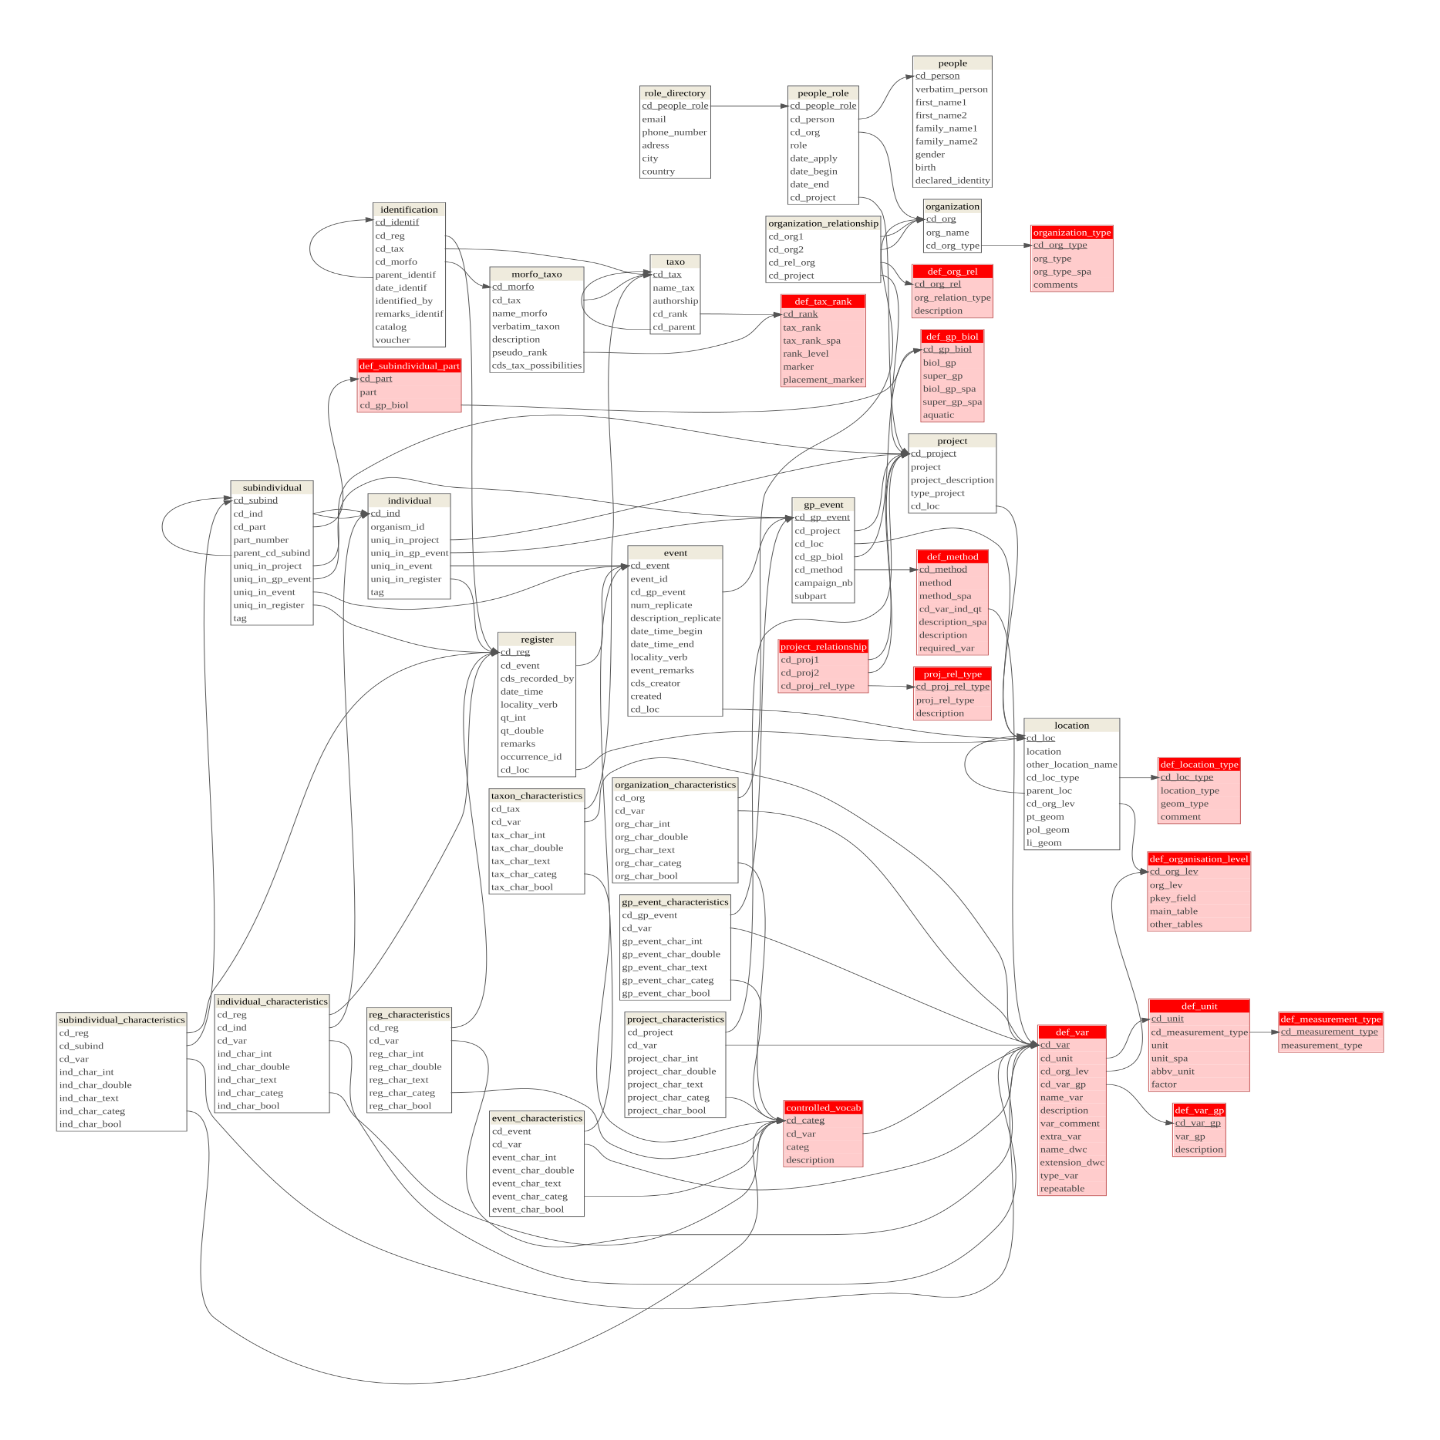 people
cd_person
verbatim_person
first_name1
first_name2
family_name1
family_name2
gender
birth
declared_identity
role_directory
cd_people_role
email
phone_number
adress
city
country
people_role
cd_people_role
cd_person
cd_org
role
date_apply
date_begin
date_end
cd_project
identification
cd_identif
cd_reg
cd_tax
cd_morfo
parent_identif
date_identif
identified_by
remarks_identif
catalog
voucher
organization_relationship
cd_org1
cd_org2
cd_rel_org
cd_project
organization
cd_org
org_name
cd_org_type
organization_type
cd_org_type
org_type
org_type_spa
comments
morfo_taxo
cd_morfo
cd_tax
name_morfo
verbatim_taxon
description
pseudo_rank
cds_tax_possibilities
taxo
cd_tax
name_tax
authorship
cd_rank
cd_parent
def_tax_rank
cd_rank
tax_rank
tax_rank_spa
rank_level
marker
placement_marker
def_org_rel
cd_org_rel
org_relation_type
description
def_gp_biol
cd_gp_biol
biol_gp
super_gp
biol_gp_spa
super_gp_spa
aquatic
def_subindividual_part
cd_part
part
cd_gp_biol
project
cd_project
project
project_description
type_project
cd_loc
subindividual
cd_subind
cd_ind
cd_part
part_number
parent_cd_subind
uniq_in_project
uniq_in_gp_event
uniq_in_event
uniq_in_register
tag
individual
cd_ind
organism_id
uniq_in_project
uniq_in_gp_event
uniq_in_event
uniq_in_register
tag
gp_event
cd_gp_event
cd_project
cd_loc
cd_gp_biol
cd_method
campaign_nb
subpart
event
cd_event
event_id
cd_gp_event
num_replicate
description_replicate
date_time_begin
date_time_end
locality_verb
event_remarks
cds_creator
created
cd_loc
def_method
cd_method
method
method_spa
cd_var_ind_qt
description_spa
description
required_var
register
cd_reg
cd_event
cds_recorded_by
date_time
locality_verb
qt_int
qt_double
remarks
occurrence_id
cd_loc
project_relationship
cd_proj1
cd_proj2
cd_proj_rel_type
proj_rel_type
cd_proj_rel_type
proj_rel_type
description
location
cd_loc
location
other_location_name
cd_loc_type
parent_loc
cd_org_lev
pt_geom
pol_geom
li_geom
def_location_type
cd_loc_type
location_type
geom_type
comment
taxon_characteristics
cd_tax
cd_var
tax_char_int
tax_char_double
tax_char_text
tax_char_categ
tax_char_bool
organization_characteristics
cd_org
cd_var
org_char_int
org_char_double
org_char_text
org_char_categ
org_char_bool
def_organisation_level
cd_org_lev
org_lev
pkey_field
main_table
other_tables
gp_event_characteristics
cd_gp_event
cd_var
gp_event_char_int
gp_event_char_double
gp_event_char_text
gp_event_char_categ
gp_event_char_bool
subindividual_characteristics
cd_reg
cd_subind
cd_var
ind_char_int
ind_char_double
ind_char_text
ind_char_categ
ind_char_bool
individual_characteristics
cd_reg
cd_ind
cd_var
ind_char_int
ind_char_double
ind_char_text
ind_char_categ
ind_char_bool
reg_characteristics
cd_reg
cd_var
reg_char_int
reg_char_double
reg_char_text
reg_char_categ
reg_char_bool
project_characteristics
cd_project
cd_var
project_char_int
project_char_double
project_char_text
project_char_categ
project_char_bool
def_var
cd_var
cd_unit
cd_org_lev
cd_var_gp
name_var
description
var_comment
extra_var
name_dwc
extension_dwc
type_var
repeatable
def_unit
cd_unit
cd_measurement_type
unit
unit_spa
abbv_unit
factor
def_measurement_type
cd_measurement_type
measurement_type
event_characteristics
cd_event
cd_var
event_char_int
event_char_double
event_char_text
event_char_categ
event_char_bool
controlled_vocab
cd_categ
cd_var
categ
description
def_var_gp
cd_var_gp
var_gp
description